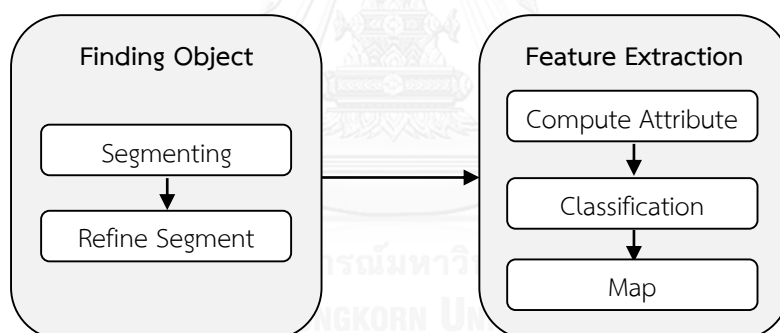 Finding Object
Segmenting
Refine Segment
Feature Extraction
Compute Attribute
Classification
Map